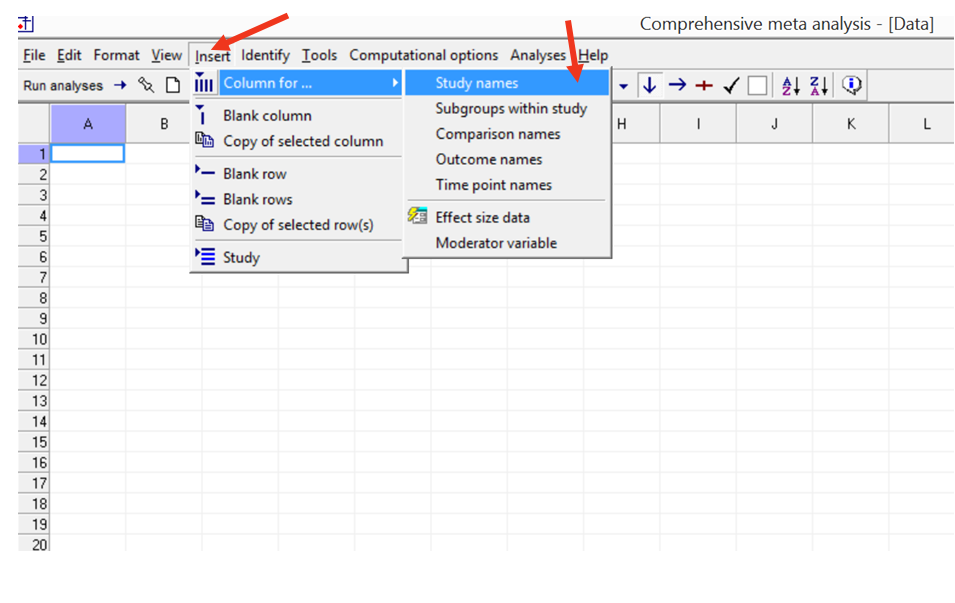 Comprehensive meta analysis - [Data]
File Edit Format View Insert Identify Tools Computational options Analyses Help
Run analyses
Column for ...
Blank column
Copy of selected column
Blank row
Blank rows
Copy of selected row(s)
Study
Study names
Subgroups within study
Comparison names
Outcome names
Time point names
Effect size data
Moderator variable
A Z Z A
A B H I J K L
1
2
3
4
5
6
7
8
9
10
11
12
13
14
15
16
17
18
19
20